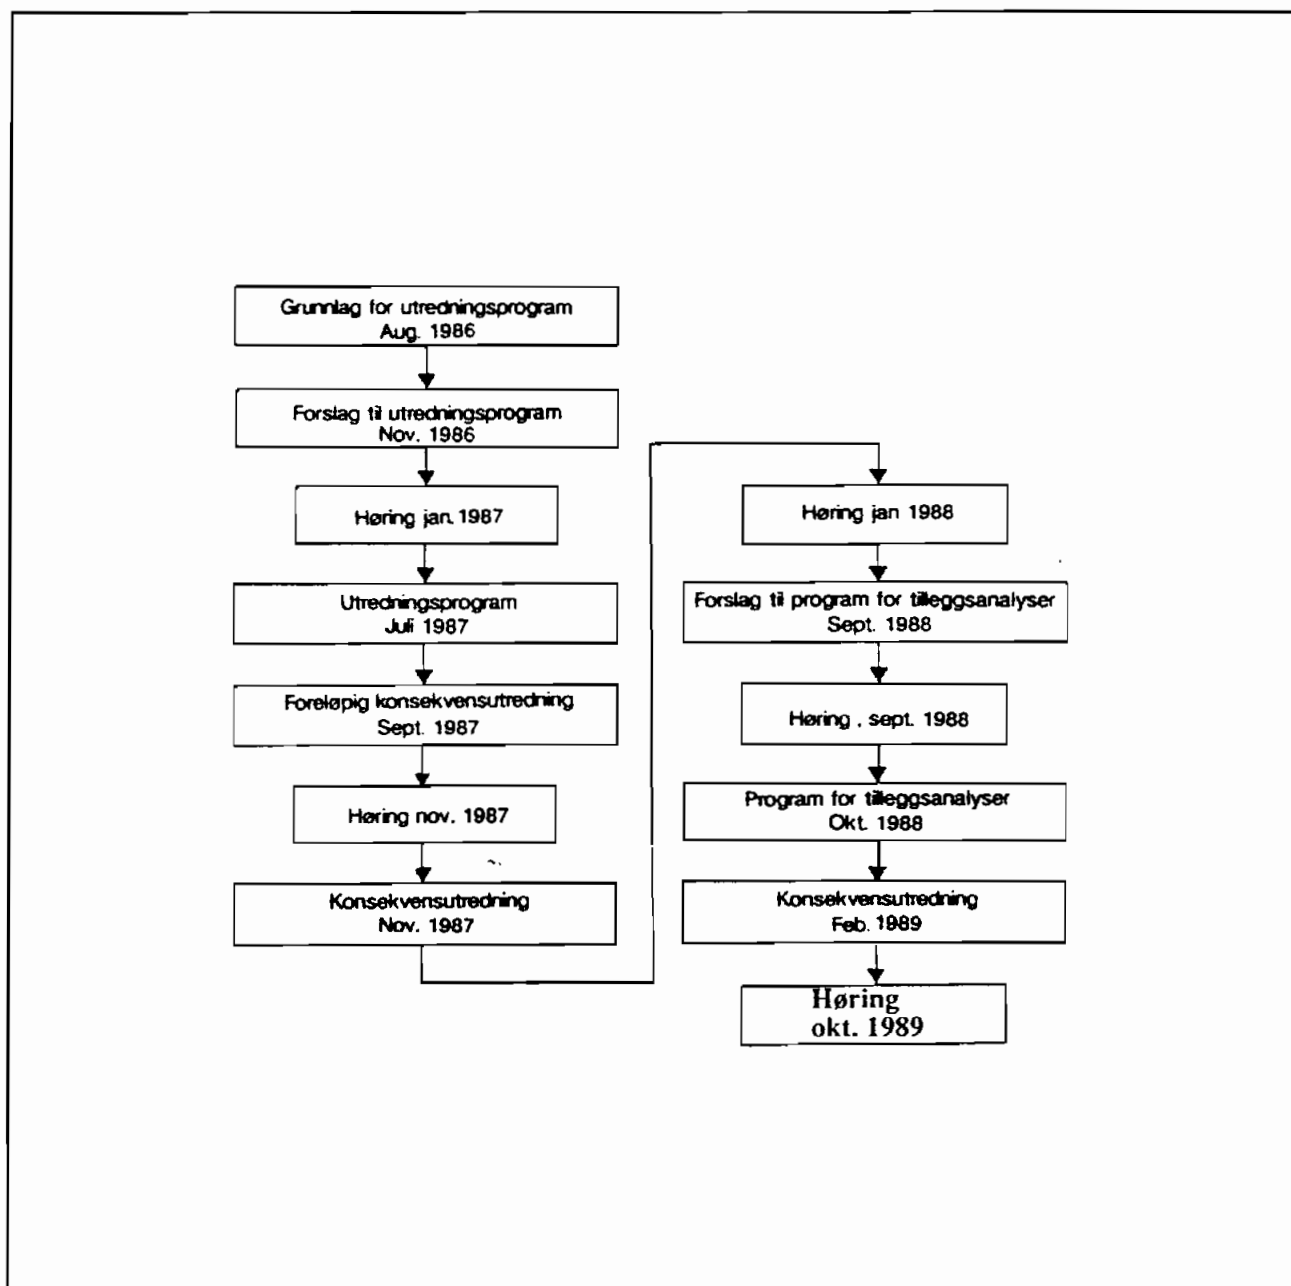 Grunnlag for utredningsprogram
Aug. 1986
Forslag til utredningsprogram
Nov. 1986
Høring jan. 1987
Utredningsprogram
Juli 1987
Foreløpig konsekvensutredning
Sept. 1987
Høring nov. 1987
Konsekvensutredning
Nov. 1987
Høring jan 1988
Forslag til program for tilleggsanalyser
Sept. 1988
Høring . sept. 1988
Program for tilleggsanalyser
Okt. 1988
Konsekvensutredning
Feb. 1989
Høring
okt. 1989